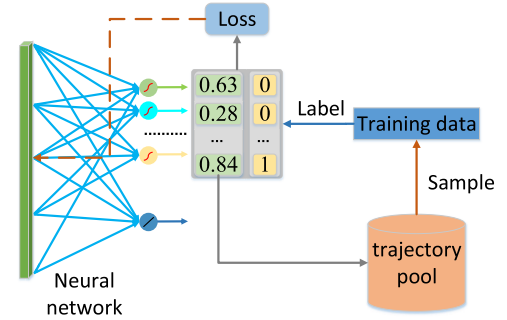 Loss
0.63 0
0.28 0
... ...
0.84 1
Label
Training data
Sample
trajectory
pool
Neural
network